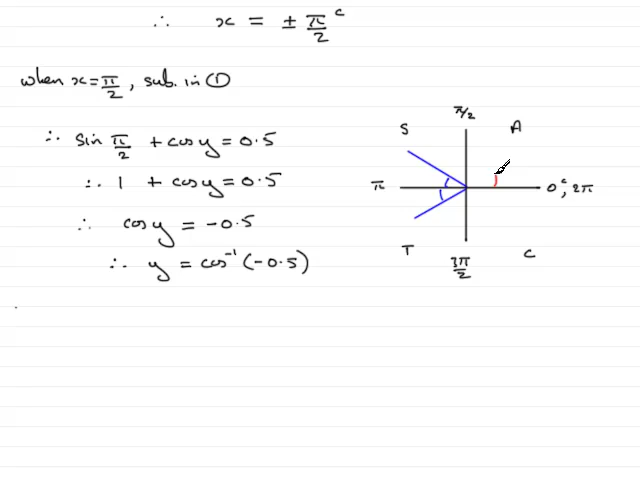 ∴ x = ± π/2 ᶜ
when x = π/2, sub. in ①
∴ sin π/2 + cos y = 0.5
∴ 1 + cos y = 0.5
∴ cos y = -0.5
∴ y = cos⁻¹(-0.5)
π/2
S A
π 0ᶜ, 2π
T C
3π/2